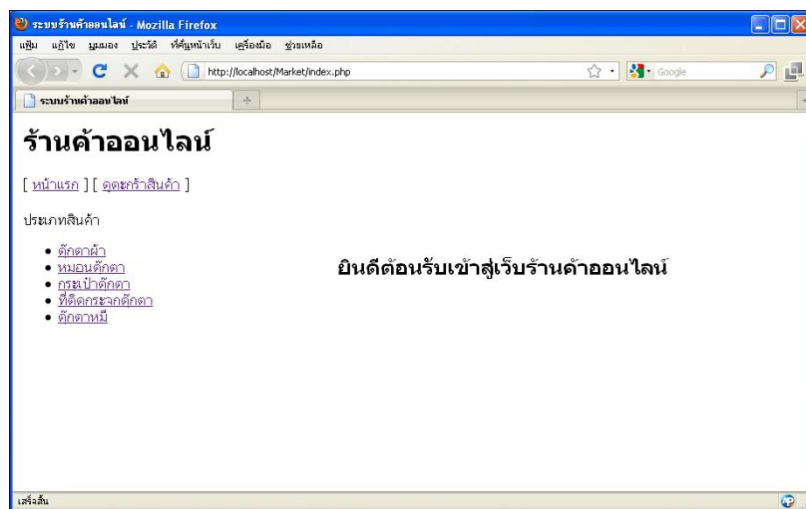 ระบบร้านค้าออนไลน์ - Mozilla Firefox
แฟ้ม แก้ไข มุมมอง ประวัติ ที่คั่นหน้าเว็บ เครื่องมือ ช่วยเหลือ
http://localhost/Market/index.php Google
ระบบร้านค้าออนไลน์
ร้านค้าออนไลน์
[ หน้าแรก ] [ ดูตะกร้าสินค้า ]
ประเภทสินค้า
ตุ๊กตาผ้า
หมอนตุ๊กตา
กระเป๋าตุ๊กตา
ที่ติดกระจกตุ๊กตา
ตุ๊กตาหมี
ยินดีต้อนรับเข้าสู่เว็บร้านค้าออนไลน์
เสร็จสิ้น